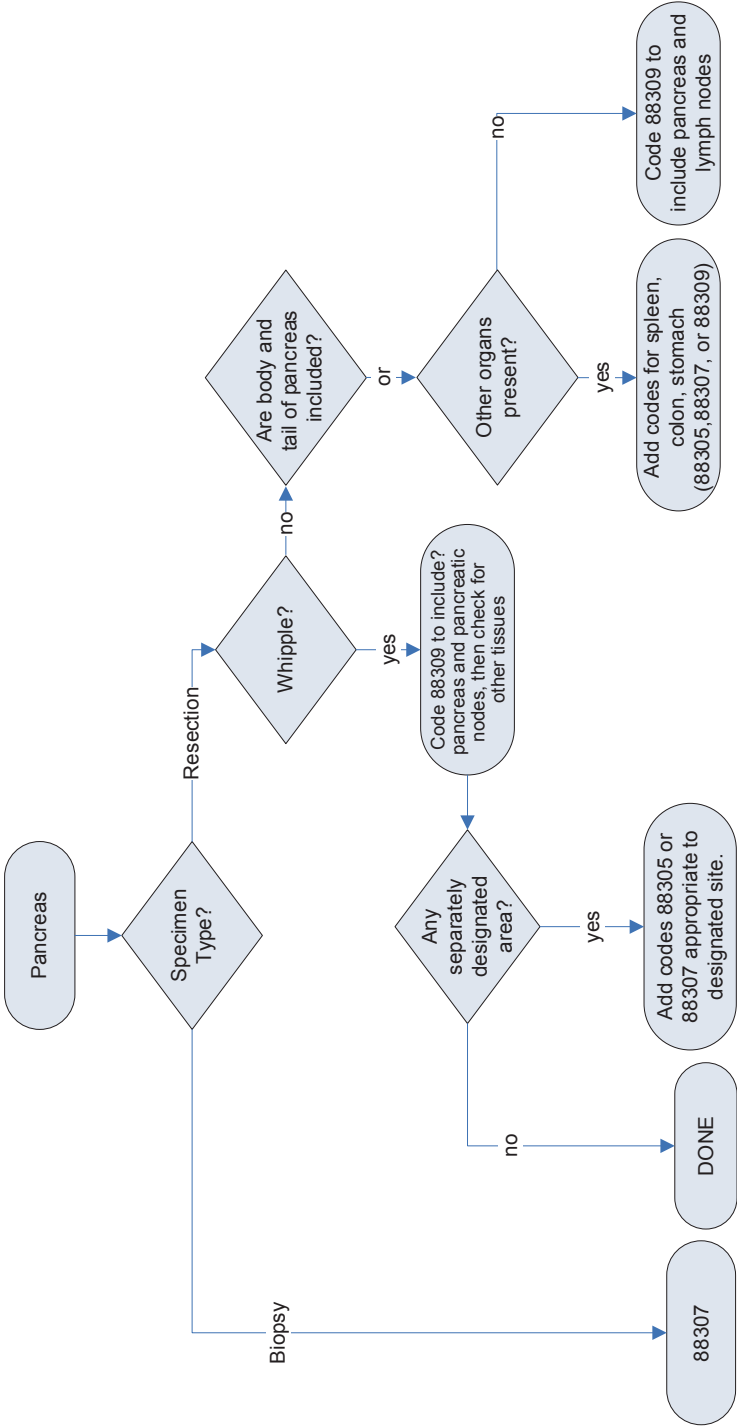 Pancreas
Specimen
Type?
Biopsy
Resection
Whipple?
no
Are body and
tail of pancreas
included?
or
Other organs
present?
no
yes
yes
Code 88309 to include?
pancreas and pancreatic
nodes, then check for
other tissues
Any
separately
designated
area?
no
yes
88307
DONE
Add codes 88305 or
88307 appropriate to
designated site.
Add codes for spleen,
colon, stomach
(88305,88307, or 88309)
Code 88309 to
include pancreas and
lymph nodes